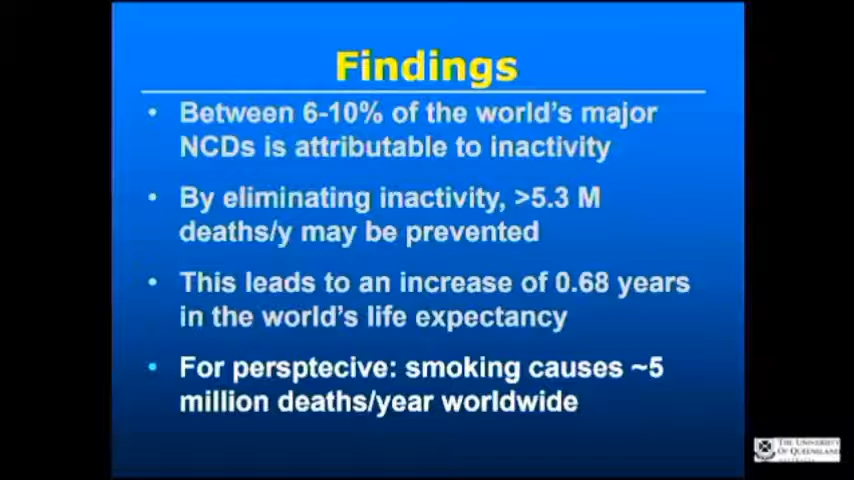 Findings
• Between 6-10% of the world's major
NCDs is attributable to inactivity
• By eliminating inactivity, >5.3 M
deaths/y may be prevented
• This leads to an increase of 0.68 years
in the world's life expectancy
• For persptecive: smoking causes ~5
million deaths/year worldwide
THE UNIVERSITY
OF QUEENSLAND